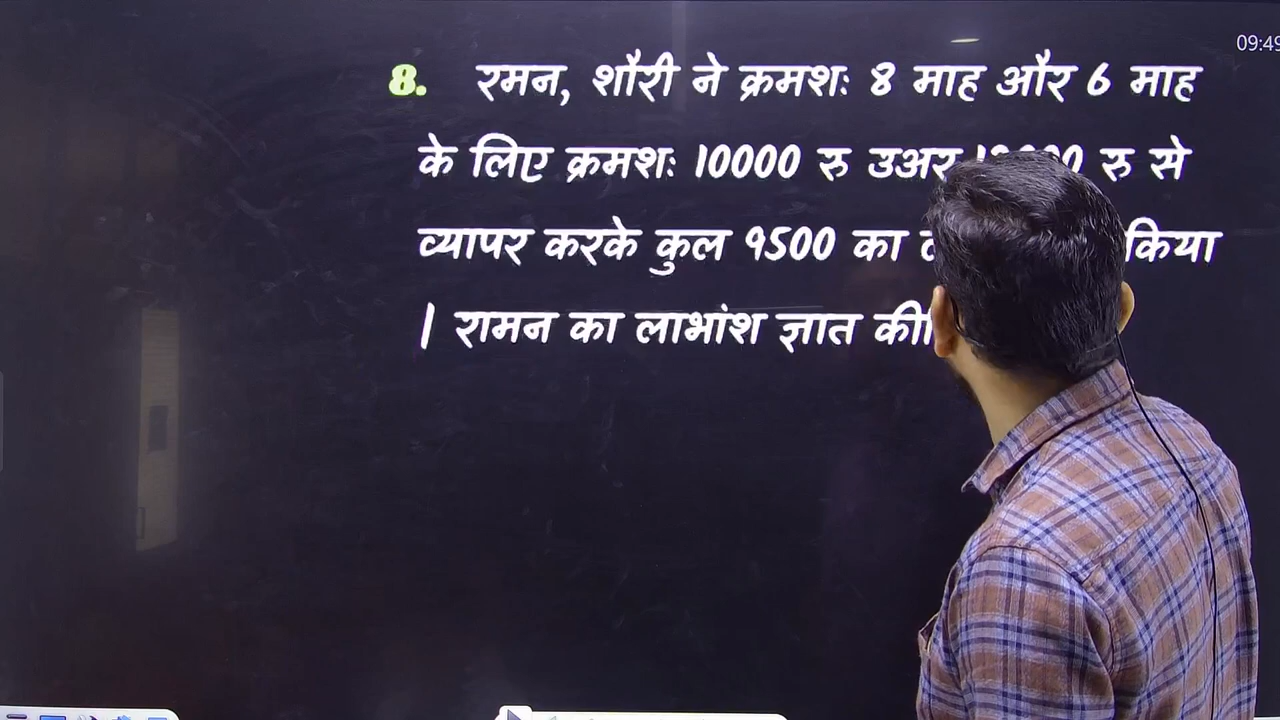 09:49
8. रमन, शौरी ने क्रमशः 8 माह और 6 माह
के लिए क्रमशः 10000 रु उअर रु से
व्यापर करके कुल 9500 का किया
| रामन का लाभांश ज्ञात